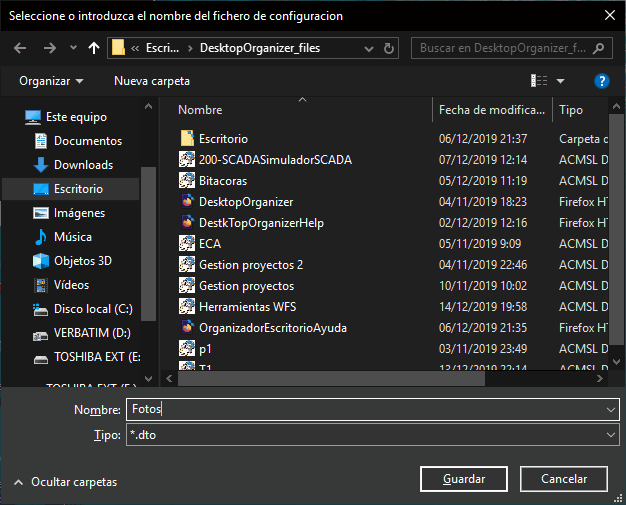 Seleccione o introduzca el nombre del fichero de configuracion
« Escri... > DesktopOrganizer_files
Buscar en DesktopOrganizer_f...
Organizar
Nueva carpeta
?
Este equipo
Documentos
Downloads
Escritorio
Imágenes
Música
Objetos 3D
Vídeos
Disco local (C:)
VERBATIM (D:)
TOSHIBA EXT (E:
TOSHIBA EXT (E:
Nombre Fecha de modifica... Tipo
Escritorio 06/12/2019 21:37 Carpeta d
200-SCADASimuladorSCADA 07/12/2019 12:14 ACMSL D
Bitacoras 05/12/2019 11:19 ACMSL D
DesktopOrganizer 04/11/2019 18:23 Firefox HT
DestkTopOrganizerHelp 02/12/2019 12:16 Firefox HT
ECA 05/11/2019 9:09 ACMSL D
Gestion proyectos 2 04/11/2019 22:46 ACMSL D
Gestion proyectos 10/11/2019 10:02 ACMSL D
Herramientas WFS 14/12/2019 19:58 ACMSL D
OrganizadorEscritorioAyuda 06/12/2019 21:35 Firefox HT
p1 03/11/2019 23:49 ACMSL D
T1 13/12/2019 22:14 ACMSL D
Nombre: Fotos
Tipo: *.dto
Ocultar carpetas
Guardar
Cancelar